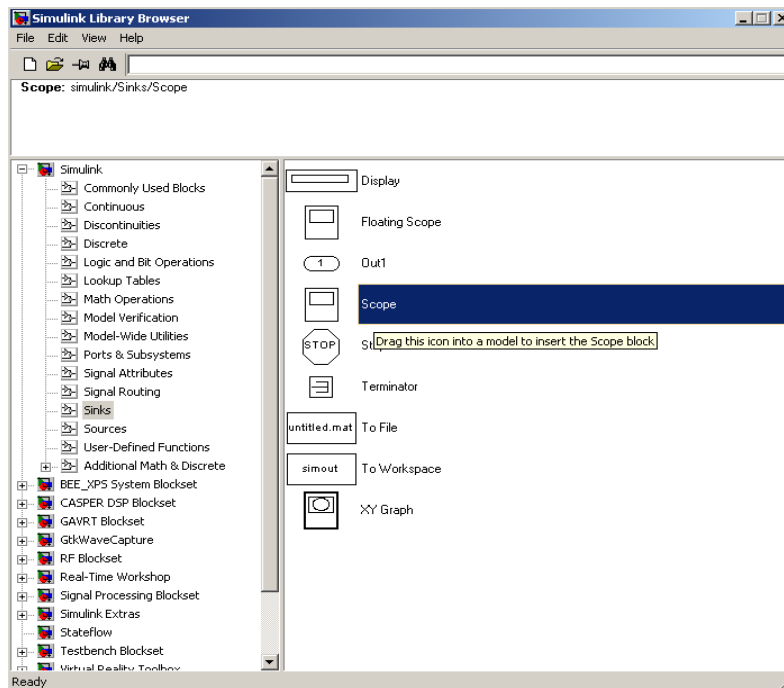 Simulink Library Browser
File Edit View Help
Scope: simulink/Sinks/Scope
Simulink
Commonly Used Blocks
Continuous
Discontinuities
Discrete
Logic and Bit Operations
Lookup Tables
Math Operations
Model Verification
Model-Wide Utilities
Ports & Subsystems
Signal Attributes
Signal Routing
Sinks
Sources
User-Defined Functions
Additional Math & Discrete
BEE_XPS System Blockset
CASPER DSP Blockset
GAVRT Blockset
GtkWaveCapture
RF Blockset
Real-Time Workshop
Signal Processing Blockset
Simulink Extras
Stateflow
Testbench Blockset
Virtual Reality Toolbox
Display
Floating Scope
1 Out1
Scope
Drag this icon into a model to insert the Scope block
STOP
Terminator
untitled.mat To File
simout To Workspace
XY Graph
Ready